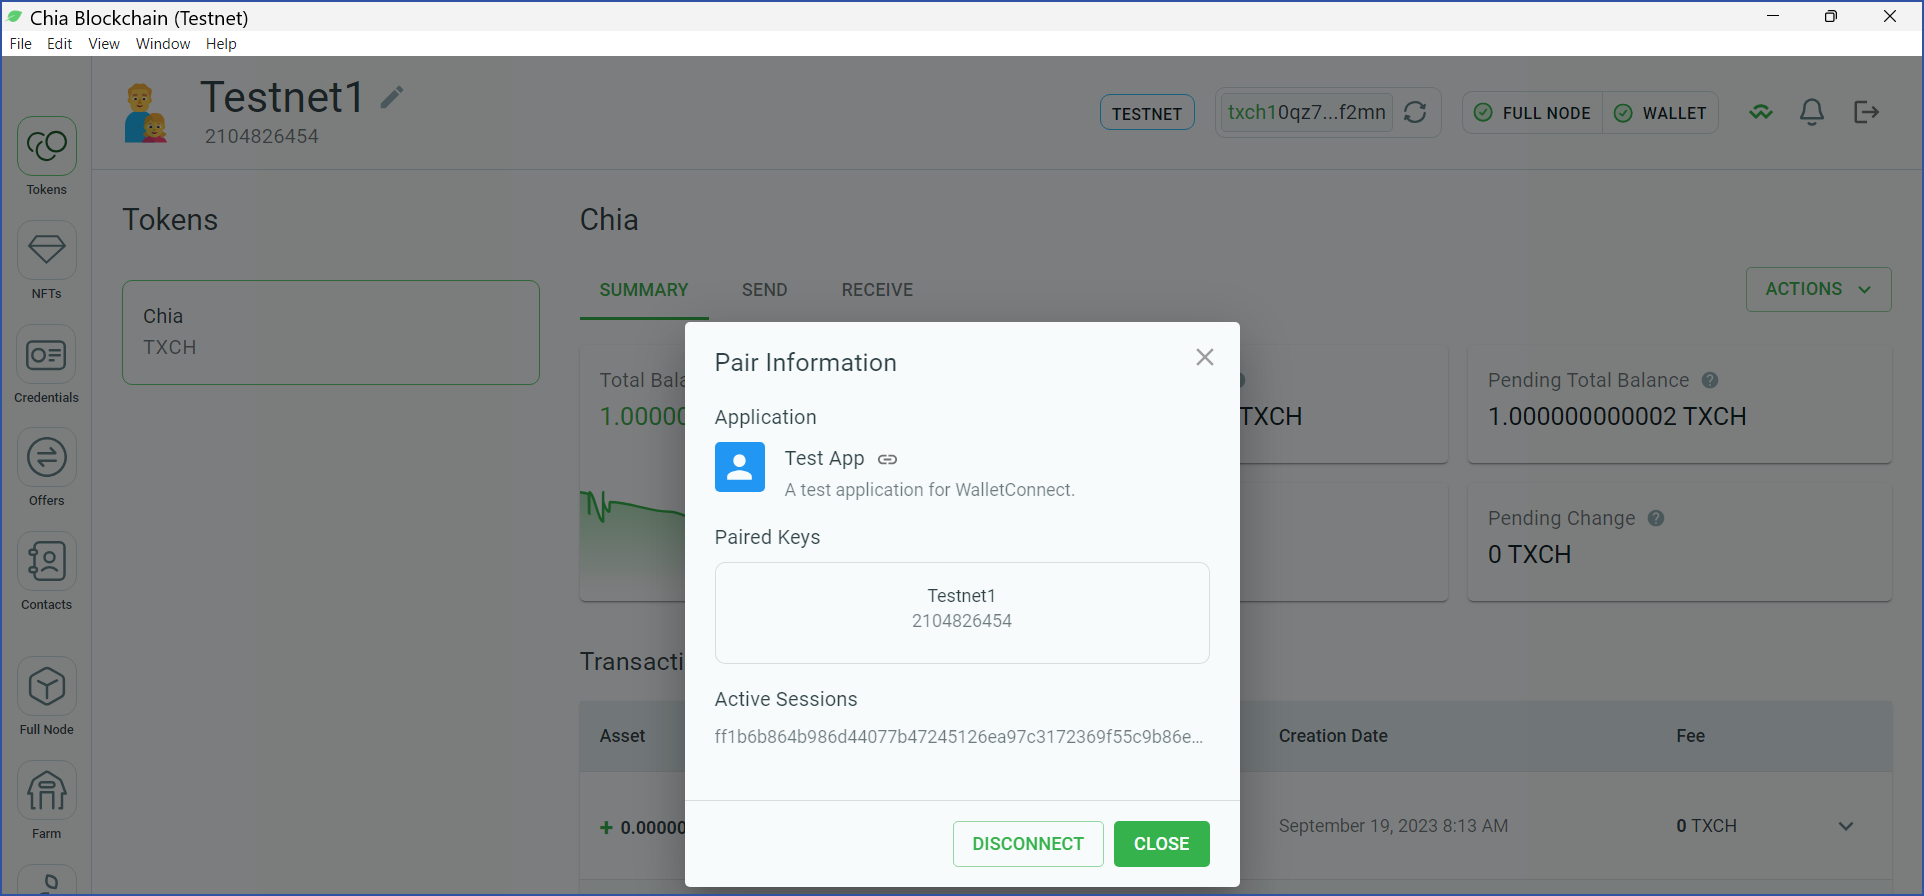 Chia Blockchain (Testnet)
File Edit View Window Help
Testnet1
2104826454
TESTNET
txch10qz7...f2mn
FULL NODE
WALLET
Tokens
NFTs
Credentials
Offers
Contacts
Full Node
Farm
Tokens
Chia
TXCH
Chia
SUMMARY SEND RECEIVE
ACTIONS
Total Bala
1.00000
TXCH
Pending Total Balance
1.000000000002 TXCH
Pending Change
0 TXCH
Transacti
Asset
Creation Date
Fee
+ 0.00000
September 19, 2023 8:13 AM
0 TXCH
Pair Information
Application
Test App
A test application for WalletConnect.
Paired Keys
Testnet1
2104826454
Active Sessions
ff1b6b864b986d44077b47245126ea97c3172369f55c9b86e...
DISCONNECT
CLOSE